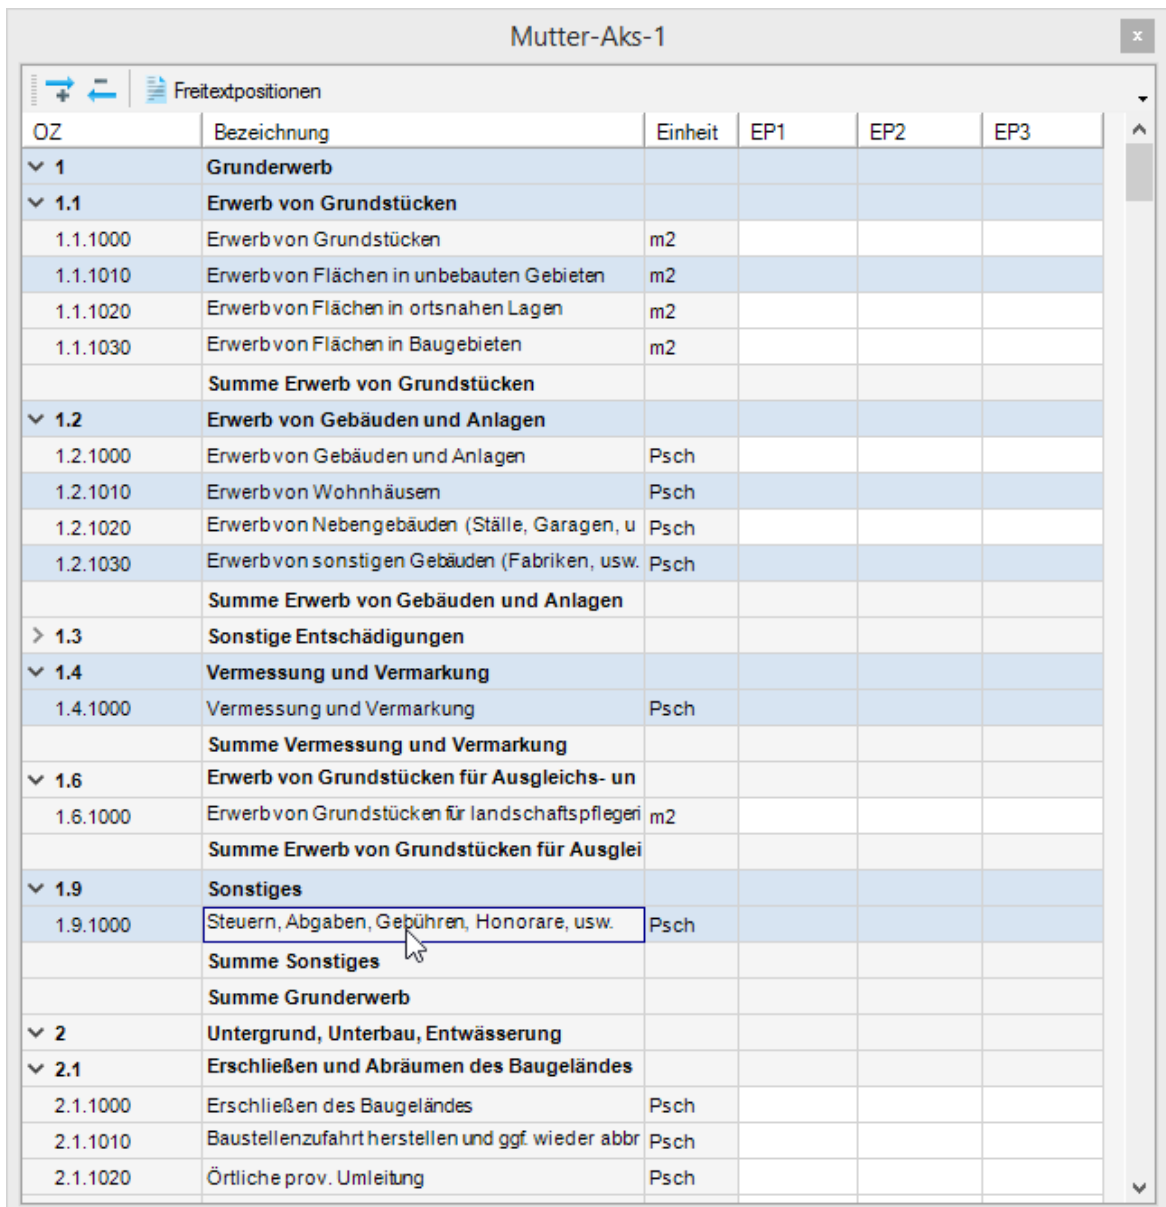 Mutter-Aks-1
Freitextpositionen
OZ Bezeichnung Einheit EP1 EP2 EP3
1 Grunderwerb
1.1 Erwerb von Grundstücken
1.1.1000 Erwerb von Grundstücken m2
1.1.1010 Erwerb von Flächen in unbebauten Gebieten m2
1.1.1020 Erwerb von Flächen in ortsnahen Lagen m2
1.1.1030 Erwerb von Flächen in Baugebieten m2
Summe Erwerb von Grundstücken
1.2 Erwerb von Gebäuden und Anlagen
1.2.1000 Erwerb von Gebäuden und Anlagen Psch
1.2.1010 Erwerb von Wohnhäusern Psch
1.2.1020 Erwerb von Nebengebäuden (Ställe, Garagen, u Psch
1.2.1030 Erwerb von sonstigen Gebäuden (Fabriken, usw. Psch
Summe Erwerb von Gebäuden und Anlagen
1.3 Sonstige Entschädigungen
1.4 Vermessung und Vermarkung
1.4.1000 Vermessung und Vermarkung Psch
Summe Vermessung und Vermarkung
1.6 Erwerb von Grundstücken für Ausgleichs- un
1.6.1000 Erwerb von Grundstücken für landschaftspflegeri m2
Summe Erwerb von Grundstücken für Ausglei
1.9 Sonstiges
1.9.1000 Steuern, Abgaben, Gebühren, Honorare, usw. Psch
Summe Sonstiges
Summe Grunderwerb
2 Untergrund, Unterbau, Entwässerung
2.1 Erschließen und Abräumen des Baugeländes
2.1.1000 Erschließen des Baugeländes Psch
2.1.1010 Baustellenzufahrt herstellen und ggf. wieder abbr Psch
2.1.1020 Örtliche prov. Umleitung Psch